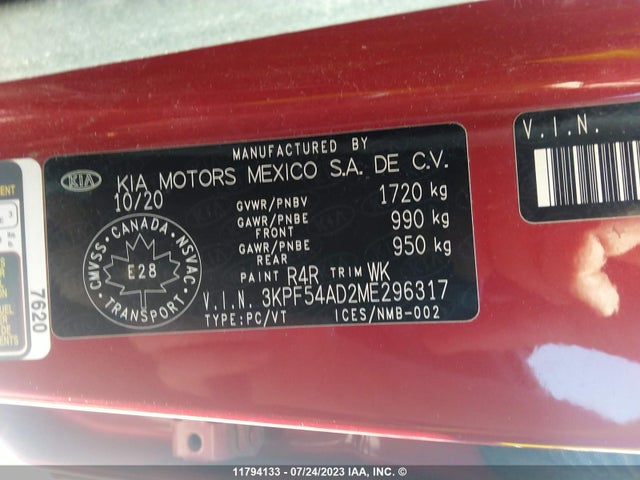 MANUFACTURED BY
KIA KIA MOTORS MEXICO S.A. DE C.V.
10/20
GVWR/PNBV 1720 kg
GAWR/PNBE FRONT 990 kg
GAWR/PNBE REAR 950 kg
PAINT R4R TRIM WK
V.I.N. 3KPF54AD2ME296317
TYPE:PC/VT ICES/NMB-002
CMVSS CANADA NSVAC
E28
TRANSPORT
V.I.N.
7620
3
11794133 - 07/24/2023 IAA, INC. ©